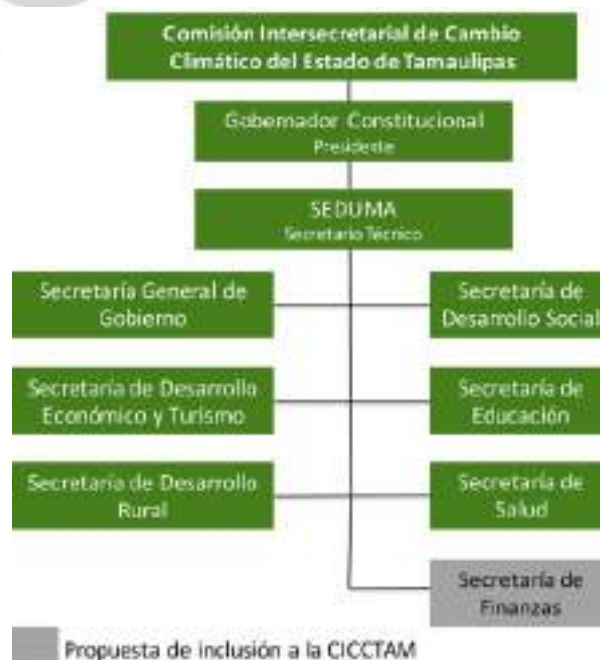 Comisión Intersecretarial de Cambio
Climático del Estado de Tamaulipas
Gobernador Constitucional
Presidente
SEDUMA
Secretario Técnico
Secretaría General de
Gobierno
Secretaría de
Desarrollo Social
Secretaría de Desarrollo
Económico y Turismo
Secretaría de
Educación
Secretaría de Desarrollo
Rural
Secretaría de
Salud
Secretaría de
Finanzas
Propuesta de inclusión a la CICCTAM